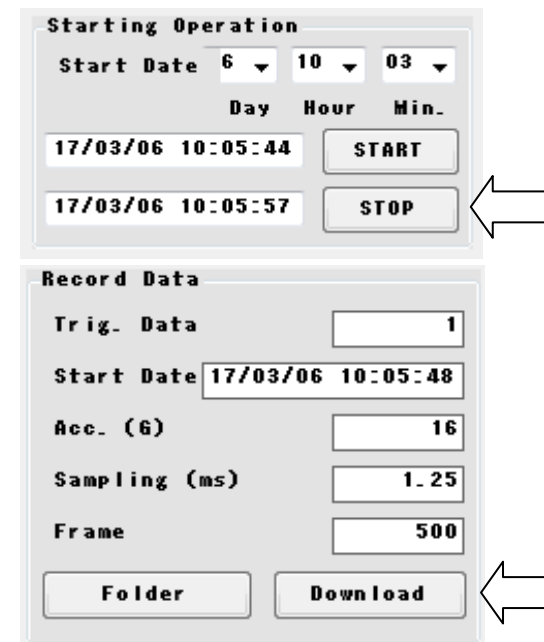 Starting Operation
Start Date 6 10 03
Day Hour Min.
17/03/06 10:05:44 START
17/03/06 10:05:57 STOP
Record Data
Trig. Data 1
Start Date 17/03/06 10:05:48
Acc. (G) 16
Sampling (ms) 1.25
Frame 500
Folder Download